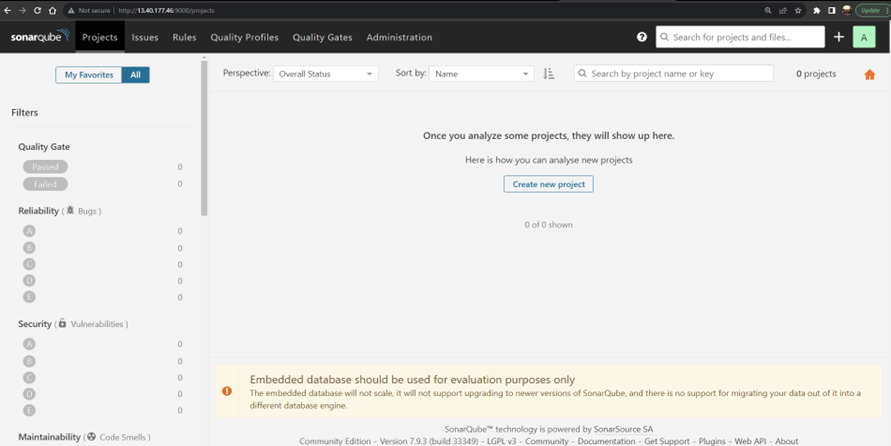 Not secure | http://13.40.177.46:9000/projects Update
sonarqube Projects Issues Rules Quality Profiles Quality Gates Administration ? Search for projects and files... + A
My Favorites All Perspective: Overall Status Sort by: Name Search by project name or key 0 projects
Filters
Quality Gate
Passed 0
Failed 0
Reliability ( Bugs )
A 0
B 0
C 0
D 0
E 0
Security ( Vulnerabilities )
A 0
B 0
C 0
D 0
E 0
Maintainability ( Code Smells )
Once you analyze some projects, they will show up here.
Here is how you can analyse new projects
Create new project
0 of 0 shown
Embedded database should be used for evaluation purposes only
The embedded database will not scale, it will not support upgrading to newer versions of SonarQube, and there is no support for migrating your data out of it into a
different database engine.
SonarQube™ technology is powered by SonarSource SA
Community Edition - Version 7.9.3 (build 33349) - LGPL v3 - Community - Documentation - Get Support - Plugins - Web API - About